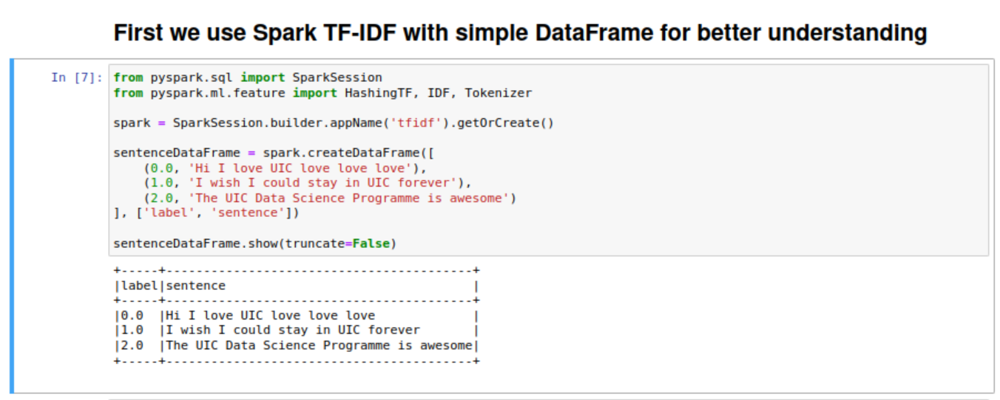 First we use Spark TF-IDF with simple DataFrame for better understanding
In [7]: from pyspark.sql import SparkSession
from pyspark.ml.feature import HashingTF, IDF, Tokenizer
spark = SparkSession.builder.appName('tfidf').getOrCreate()
sentenceDataFrame = spark.createDataFrame([
    (0.0, 'Hi I love UIC love love love'),
    (1.0, 'I wish I could stay in UIC forever'),
    (2.0, 'The UIC Data Science Programme is awesome')
], ['label', 'sentence'])
sentenceDataFrame.show(truncate=False)
+-----+-----------------------------------------+
|label|sentence                                 |
+-----+-----------------------------------------+
|0.0  |Hi I love UIC love love love             |
|1.0  |I wish I could stay in UIC forever       |
|2.0  |The UIC Data Science Programme is awesome|
+-----+-----------------------------------------+